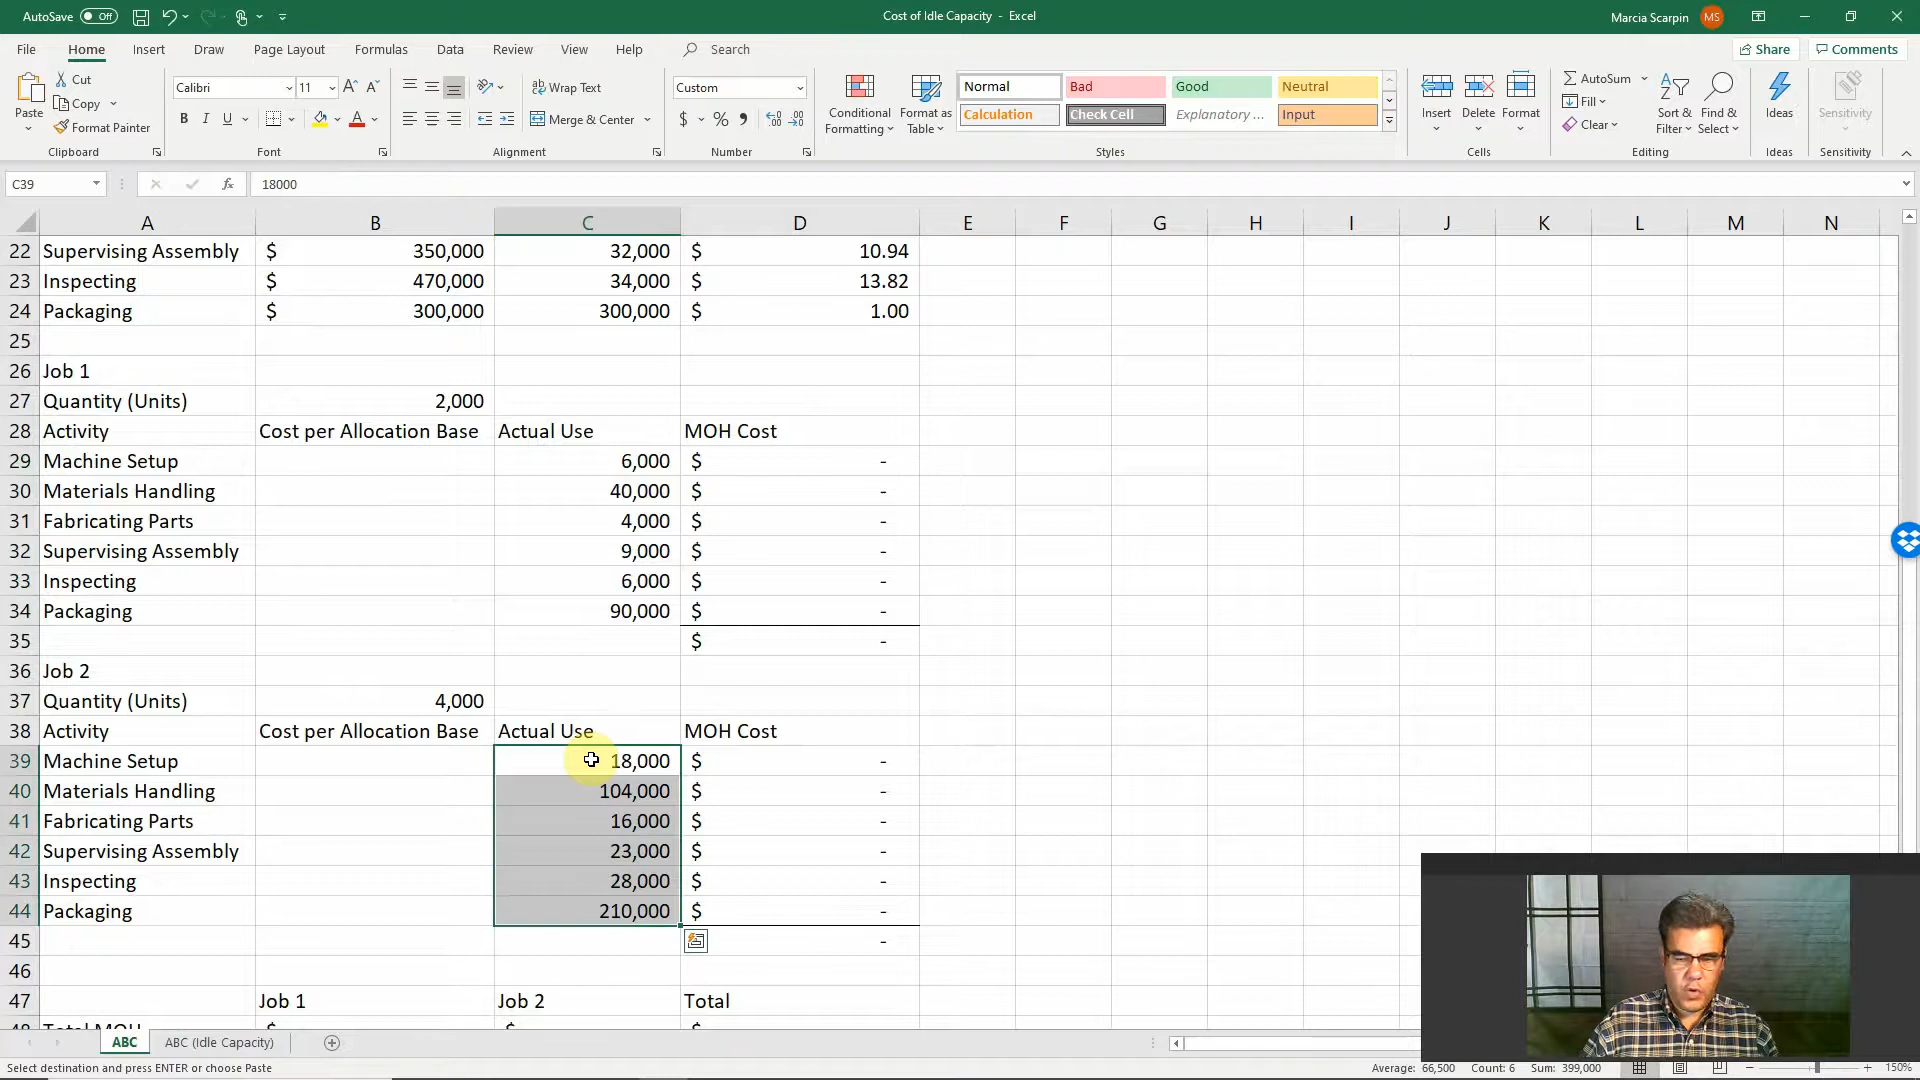 AutoSave Off
Cost of Idle Capacity - Excel
Marcia Scarpin MS
File Home Insert Draw Page Layout Formulas Data Review View Help Search
Share Comments
Paste
Cut
Copy
Format Painter
Clipboard
Calibri 11
B I U
Font
Wrap Text
Merge & Center
Alignment
Custom
$ % ,
Number
Conditional Formatting
Format as Table
Normal Bad Good Neutral
Calculation Check Cell Explanatory ... Input
Styles
Insert Delete Format
Cells
AutoSum
Fill
Clear
Sort & Filter
Find & Select
Editing
Ideas
Ideas
Sensitivity
Sensitivity
C39 fx 18000
A B C D E F G H I J K L M N
22 Supervising Assembly $ 350,000 32,000 $ 10.94
23 Inspecting $ 470,000 34,000 $ 13.82
24 Packaging $ 300,000 300,000 $ 1.00
25
26 Job 1
27 Quantity (Units) 2,000
28 Activity Cost per Allocation Base Actual Use MOH Cost
29 Machine Setup 6,000 $ -
30 Materials Handling 40,000 $ -
31 Fabricating Parts 4,000 $ -
32 Supervising Assembly 9,000 $ -
33 Inspecting 6,000 $ -
34 Packaging 90,000 $ -
35 $ -
36 Job 2
37 Quantity (Units) 4,000
38 Activity Cost per Allocation Base Actual Use MOH Cost
39 Machine Setup 18,000 $ -
40 Materials Handling 104,000 $ -
41 Fabricating Parts 16,000 $ -
42 Supervising Assembly 23,000 $ -
43 Inspecting 28,000 $ -
44 Packaging 210,000 $ -
45 -
46
47 Job 1 Job 2 Total
48 Total MOH $ $ $
ABC ABC (Idle Capacity)
Select destination and press ENTER or choose Paste
Average: 66,500 Count: 6 Sum: 399,000
150%